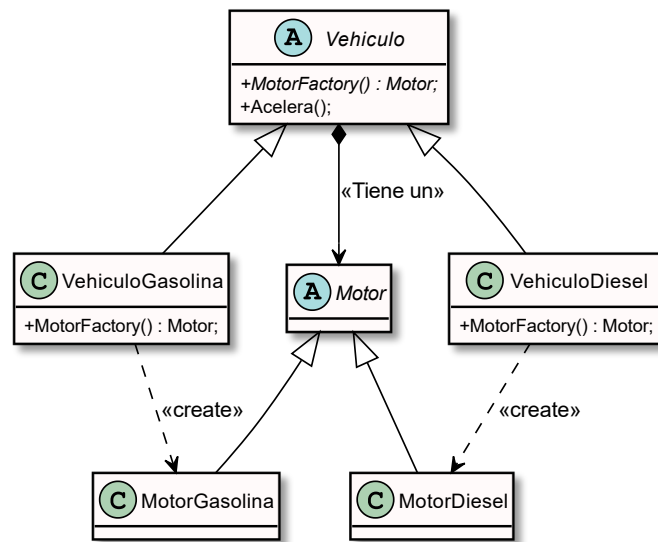 A Vehiculo
+MotorFactory() : Motor;
+Acelera();
«Tiene un»
C VehiculoGasolina
+MotorFactory() : Motor;
A Motor
C VehiculoDiesel
+MotorFactory() : Motor;
«create»
«create»
C MotorGasolina
C MotorDiesel